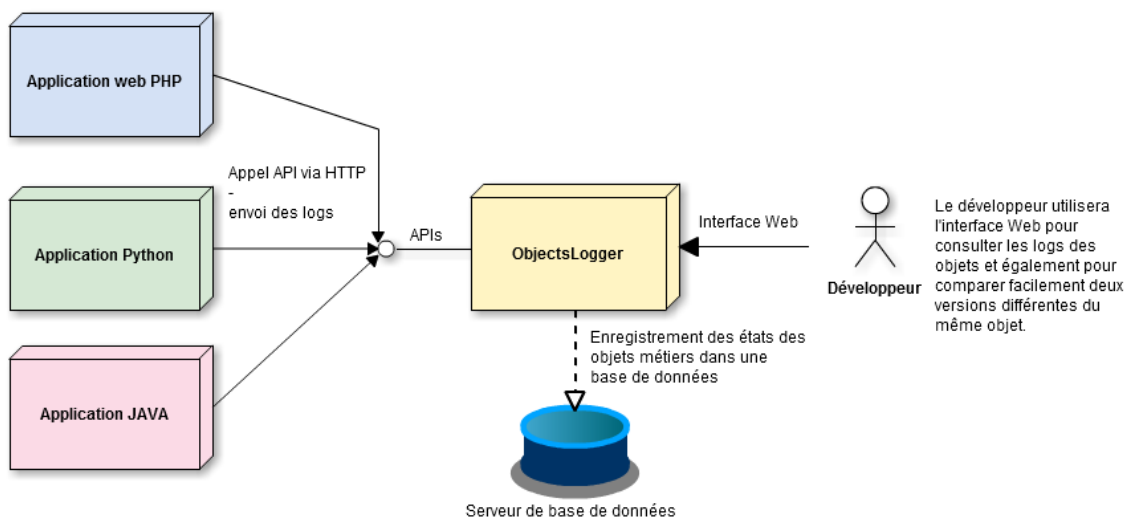 Application web PHP
Appel API via HTTP
-
envoi des logs
Application Python
APIs
ObjectsLogger
Interface Web
Développeur
Le développeur utilisera
l'interface Web pour
consulter les logs des
objets et également pour
comparer facilement deux
versions différentes du
même objet.
Enregistrement des états des
objets métiers dans une
base de données
Application JAVA
Serveur de base de données